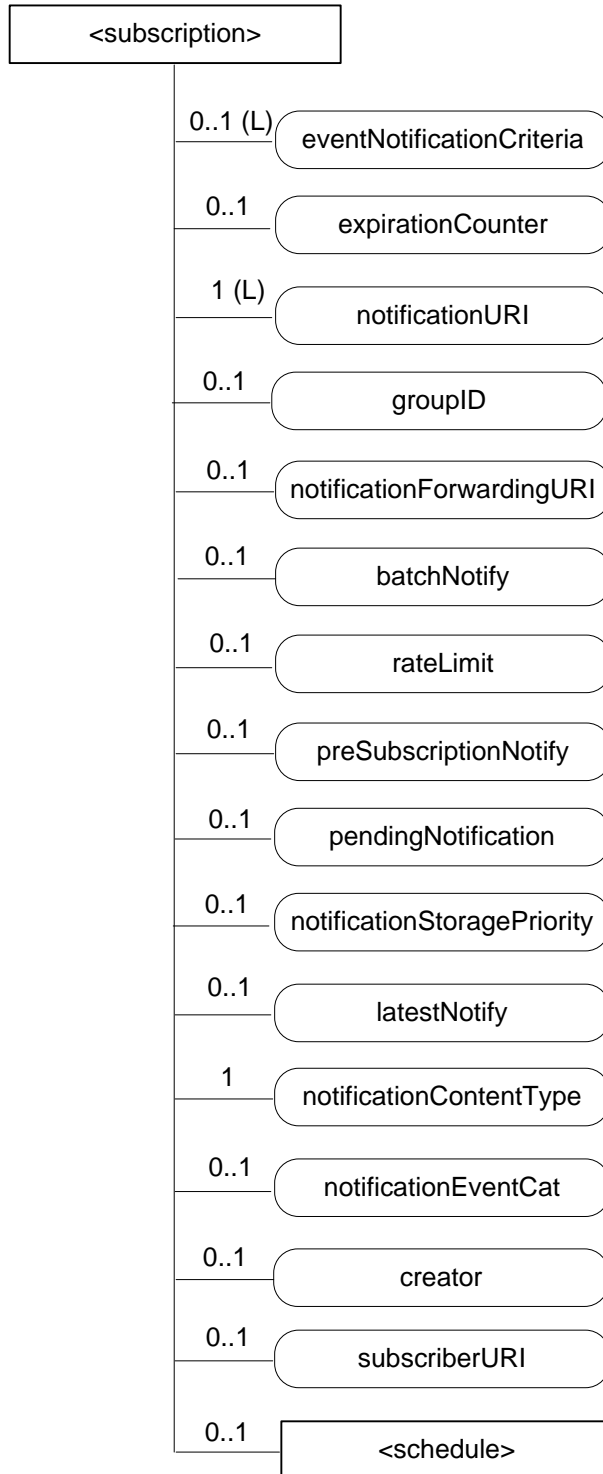 <subscription>
0..1 (L)
eventNotificationCriteria
0..1
expirationCounter
1 (L)
notificationURI
0..1
groupID
0..1
notificationForwardingURI
0..1
batchNotify
0..1
rateLimit
0..1
preSubscriptionNotify
0..1
pendingNotification
0..1
notificationStoragePriority
0..1
latestNotify
1
notificationContentType
0..1
notificationEventCat
0..1
creator
0..1
subscriberURI
0..1
<schedule>